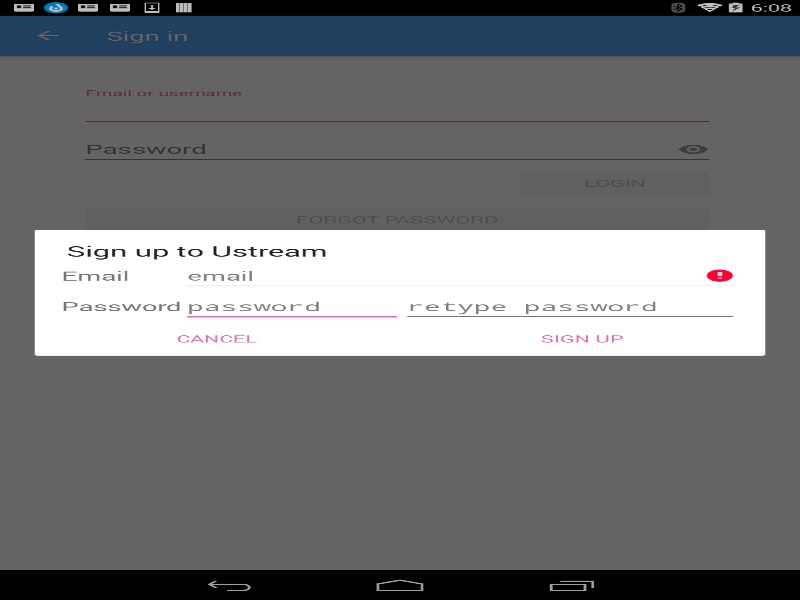 6:08
Sign in
Email or username
Password
LOGIN
FORGOT PASSWORD
Sign up to Ustream
Email email
Password password retype password
CANCEL SIGN UP